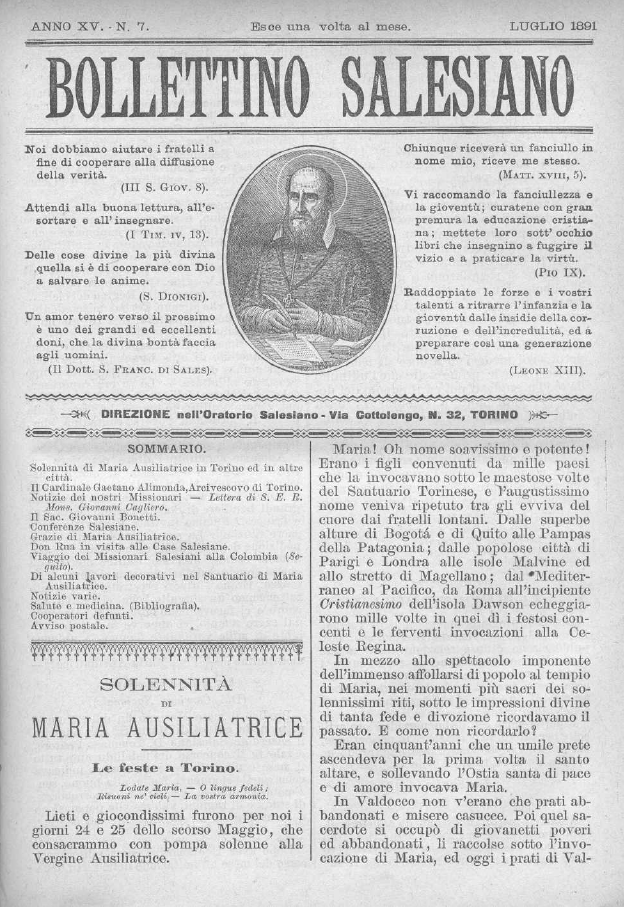 ANNO XV. - N. 7.
Esce una volta al mese.
LUGLIO 1891
BOLLETTINO SALESIANO
Noi dobbiamo aiutare i fratelli a
fine di cooperare alla diffusione
della verità.
(III S. GIOV. 8).
Attendi alla buona lettura, all'e-
sortare e all'insegnare.
(I TIM. IV, 13).
Delle cose divine la più divina
quella si è di cooperare con Dio
a salvare le anime.
(S. DIONIGI).
Un amor tenero verso il prossimo
è uno dei grandi ed eccellenti
doni, che la divina bontà faccia
agli uomini.
(Il Dott. S. FRANC. DI SALES).
Chiunque riceverà un fanciullo in
nome mio, riceve me stesso.
(MATT. XVIII, 5).
Vi raccomando la fanciullezza e
la gioventù; curatene con gran
premura la educazione cristia-
na; mettete loro sott'occhio
libri che insegnino a fuggire il
vizio e a praticare la virtù.
(PIO IX).
Raddoppiate le forze e i vostri
talenti a ritrarre l'infanzia e la
gioventù dalle insidie della cor-
ruzione e dell'incredulità, ed a
preparare così una generazione
novella.
(LEONE XIII).
DIREZIONE nell'Oratorio Salesiano - Via Cottolengo, N. 32, TORINO
SOMMARIO.
Solennità di Maria Ausiliatrice in Torino ed in altre
città.
Il Cardinale Gaetano Alimonda, Arcivescovo di Torino.
Notizie dei nostri Missionari — Lettera di S. E. R.
Mons. Giovanni Cagliero.
Il Sac. Giovanni Bonetti.
Conferenze Salesiane.
Grazie di Maria Ausiliatrice.
Don Rua in visita alle Case Salesiane.
Viaggio dei Missionari Salesiani alla Colombia (Se-
guito).
Di alcuni lavori decorativi nel Santuario di Maria
Ausiliatrice.
Notizie varie.
Salute e medicina. (Bibliografia).
Cooperatori defunti.
Avviso postale.
SOLENNITÀ
DI
MARIA AUSILIATRICE
Le feste a Torino.
Lodate Maria, — O lingue fedeli;
Risuoni ne' cieli, — La vostra armonia.
Lieti e giocondissimi furono per noi i
giorni 24 e 25 dello scorso Maggio, che
consacrammo con pompa solenne alla
Vergine Ausiliatrice.
Maria! Oh nome soavissimo e potente!
Erano i figli convenuti da mille paesi
che la invocavano sotto le maestose volte
del Santuario Torinese, e l'augustissimo
nome veniva ripetuto tra gli evviva del
cuore dai fratelli lontani. Dalle superbe
alture di Bogotá e di Quito alle Pampas
della Patagonia; dalle popolose città di
Parigi e Londra alle isole Malvine ed
allo stretto di Magellano; dal Mediter-
raneo al Pacifico, da Roma all'incipiente
Cristianesimo dell'isola Dawson echeggia-
rono mille volte in quei dì i festosi con-
centi e le ferventi invocazioni alla Ce-
leste Regina.
In mezzo allo spettacolo imponente
dell'immenso affollarsi di popolo al tempio
di Maria, nei momenti più sacri dei so-
lennissimi riti, sotto le impressioni divine
di tanta fede e divozione ricordavamo il
passato. E come non ricordarlo?
Eran cinquant'anni che un umile prete
ascendeva per la prima volta il santo
altare, e sollevando l'Ostia santa di pace
e di amore invocava Maria.
In Valdocco non v'erano che prati ab-
bandonati e misere casucce. Poi quel sa-
cerdote si occupò di giovanetti poveri
ed abbandonati, li raccolse sotto l'invo-
cazione di Maria, ed oggi i prati di Val-